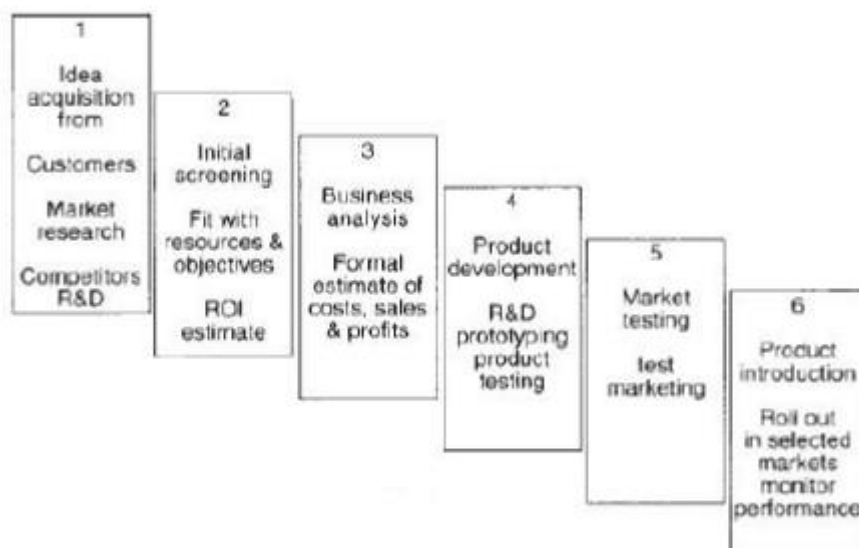 1
Idea
acquisition
from
Customers
Market
research
Competitors
R&D
2
Initial
screening
Fit with
resources &
objectives
ROI
estimate
3
Business
analysis
Formal
estimate of
costs, sales
& profits
4
Product
development
R&D
prototyping
product
testing
5
Market
testing
test
marketing
6
Product
introduction
Roll out
in selected
markets
monitor
performance